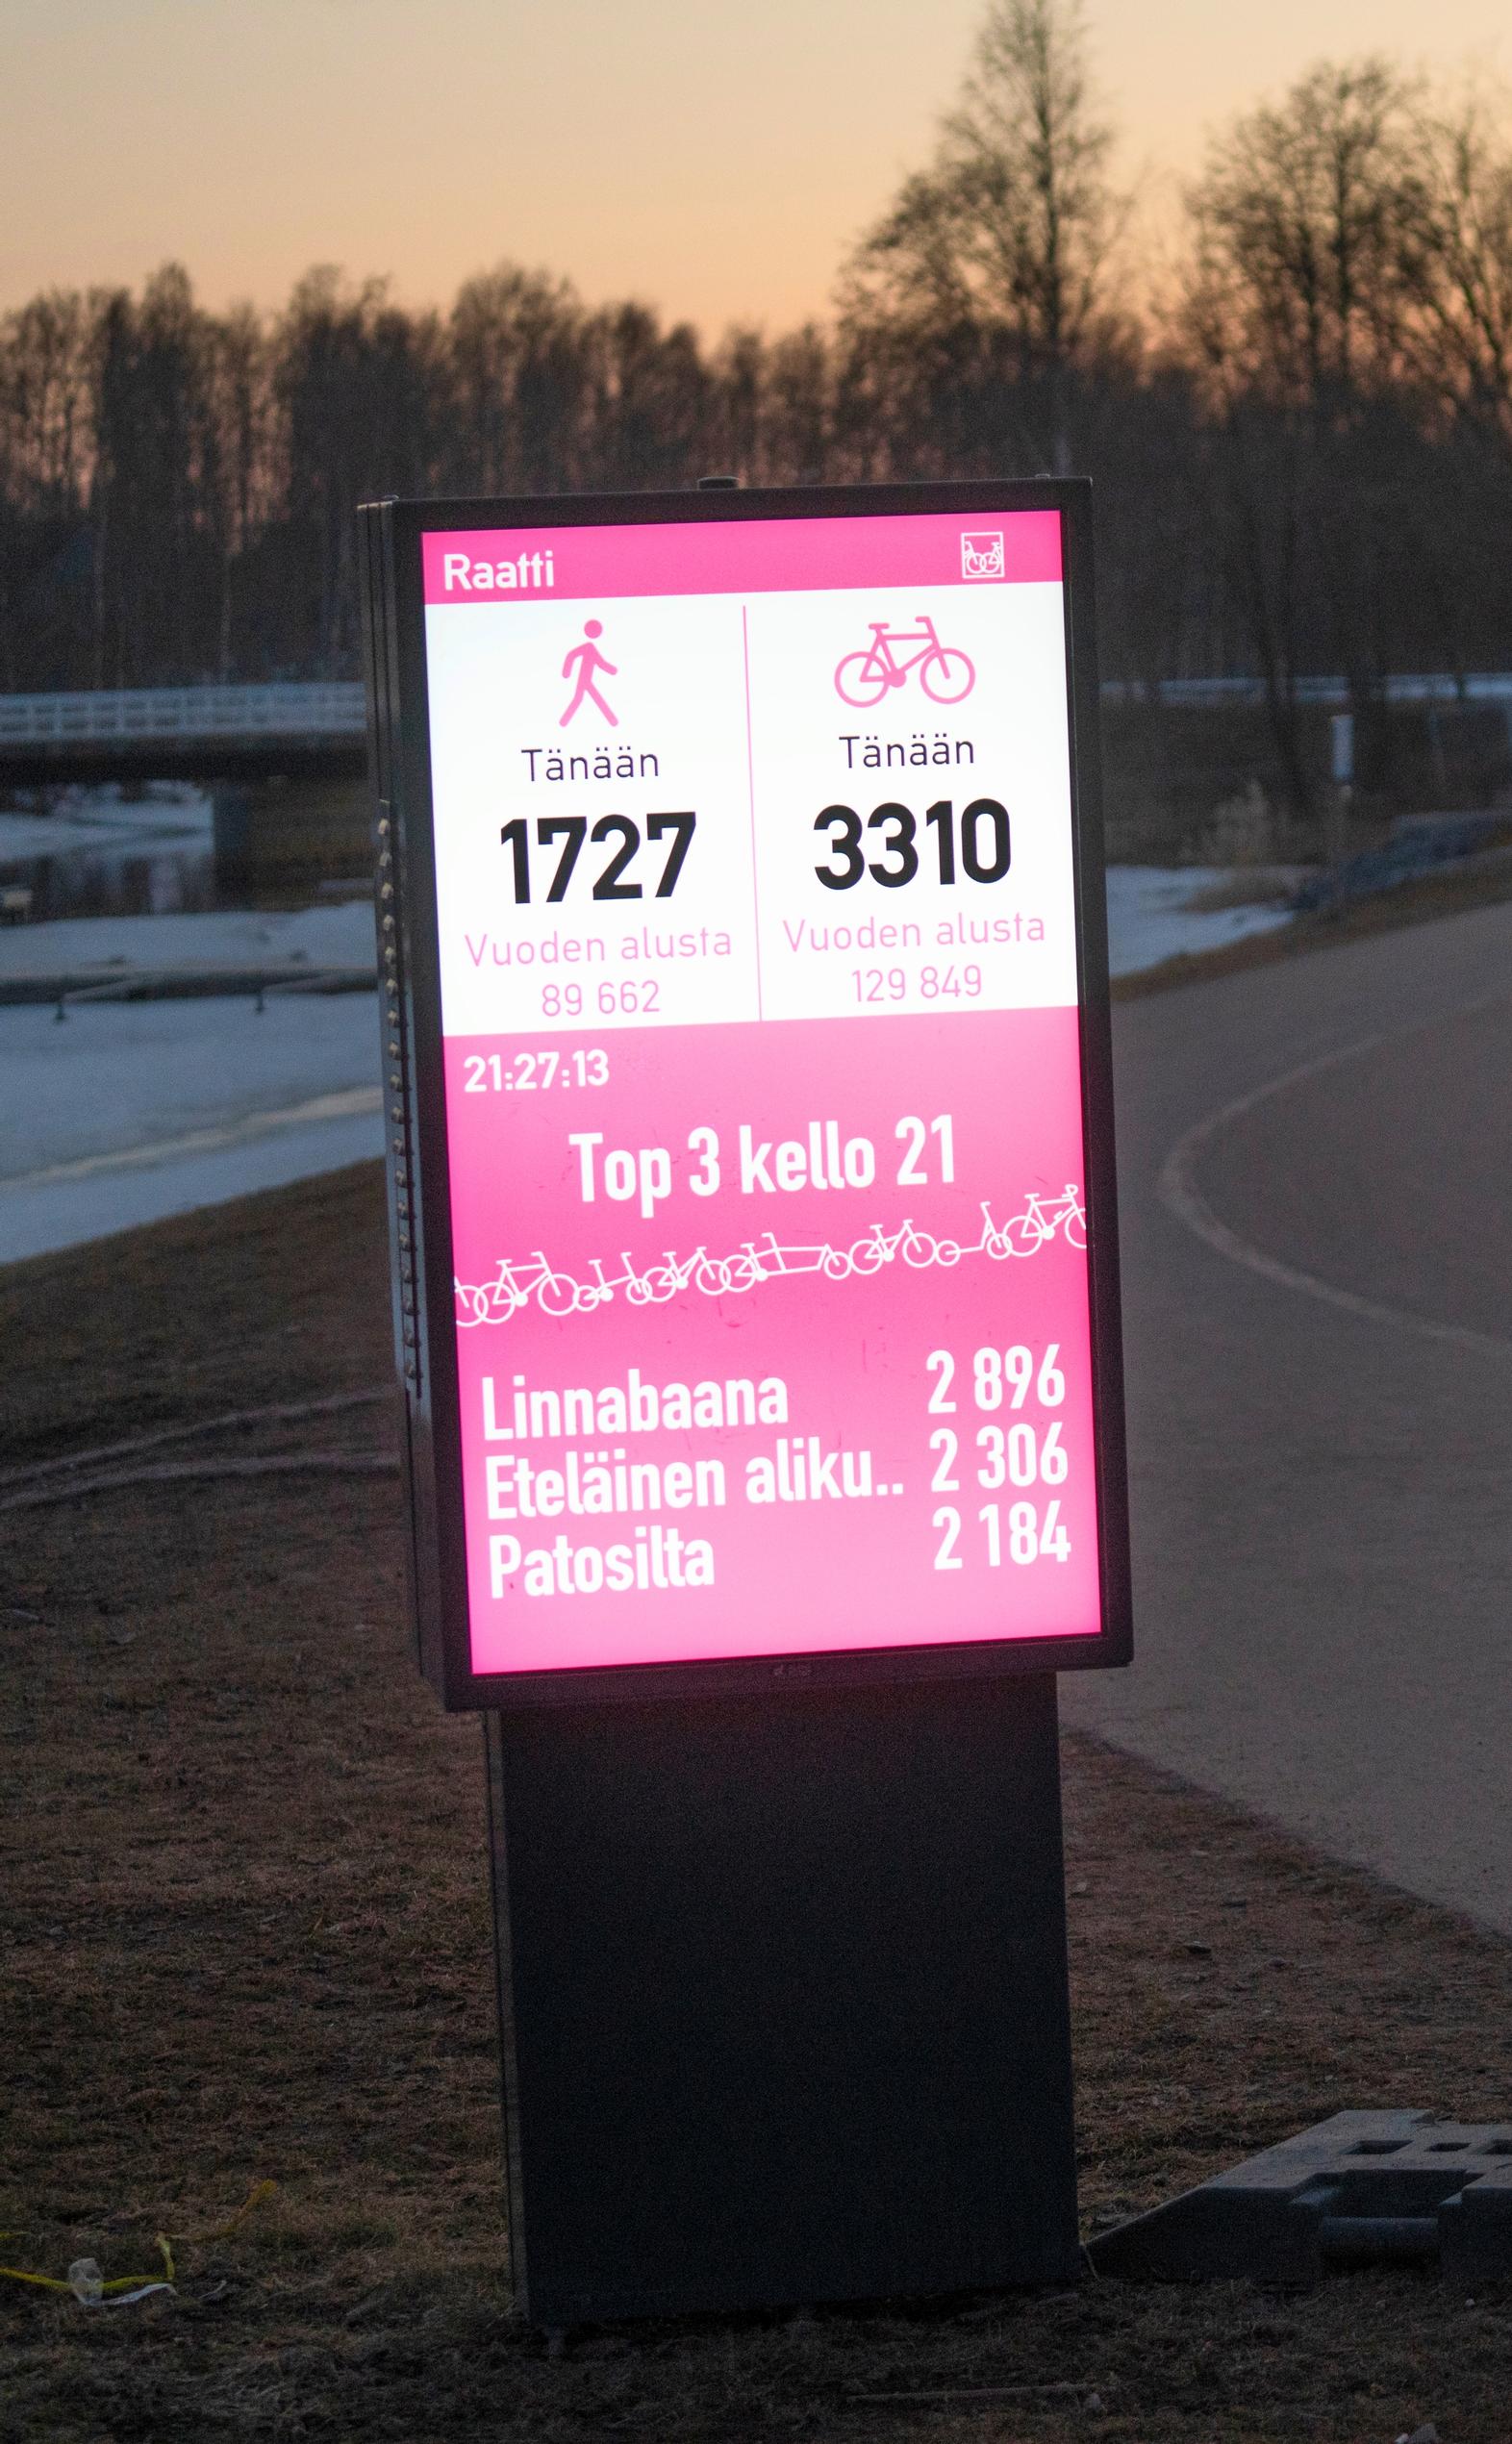 Raatti
Tänään
1727
Vuoden alusta
89 662
Tänään
3310
Vuoden alusta
129 849
21:27:13
Top 3 kello 21
Linnabaana 2 896
Eteläinen aliku.. 2 306
Patosilta 2 184